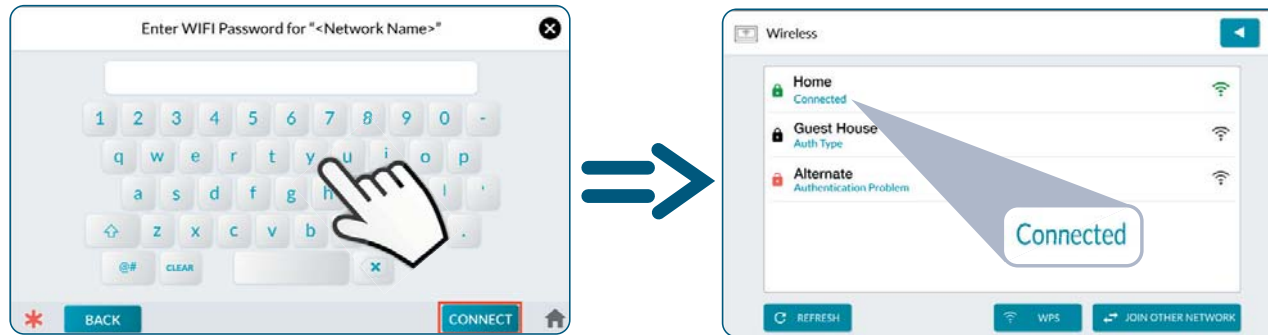 Enter WIFI Password for "<Network Name>"
1 2 3 4 5 6 7 8 9 0 -
q w e r t y u i o p
a s d f g h l '
z x c v b .
@# CLEAR
BACK
CONNECT
Wireless
Home
Connected
Guest House
Auth Type
Alternate
Authentication Problem
Connected
REFRESH
WPS
JOIN OTHER NETWORK